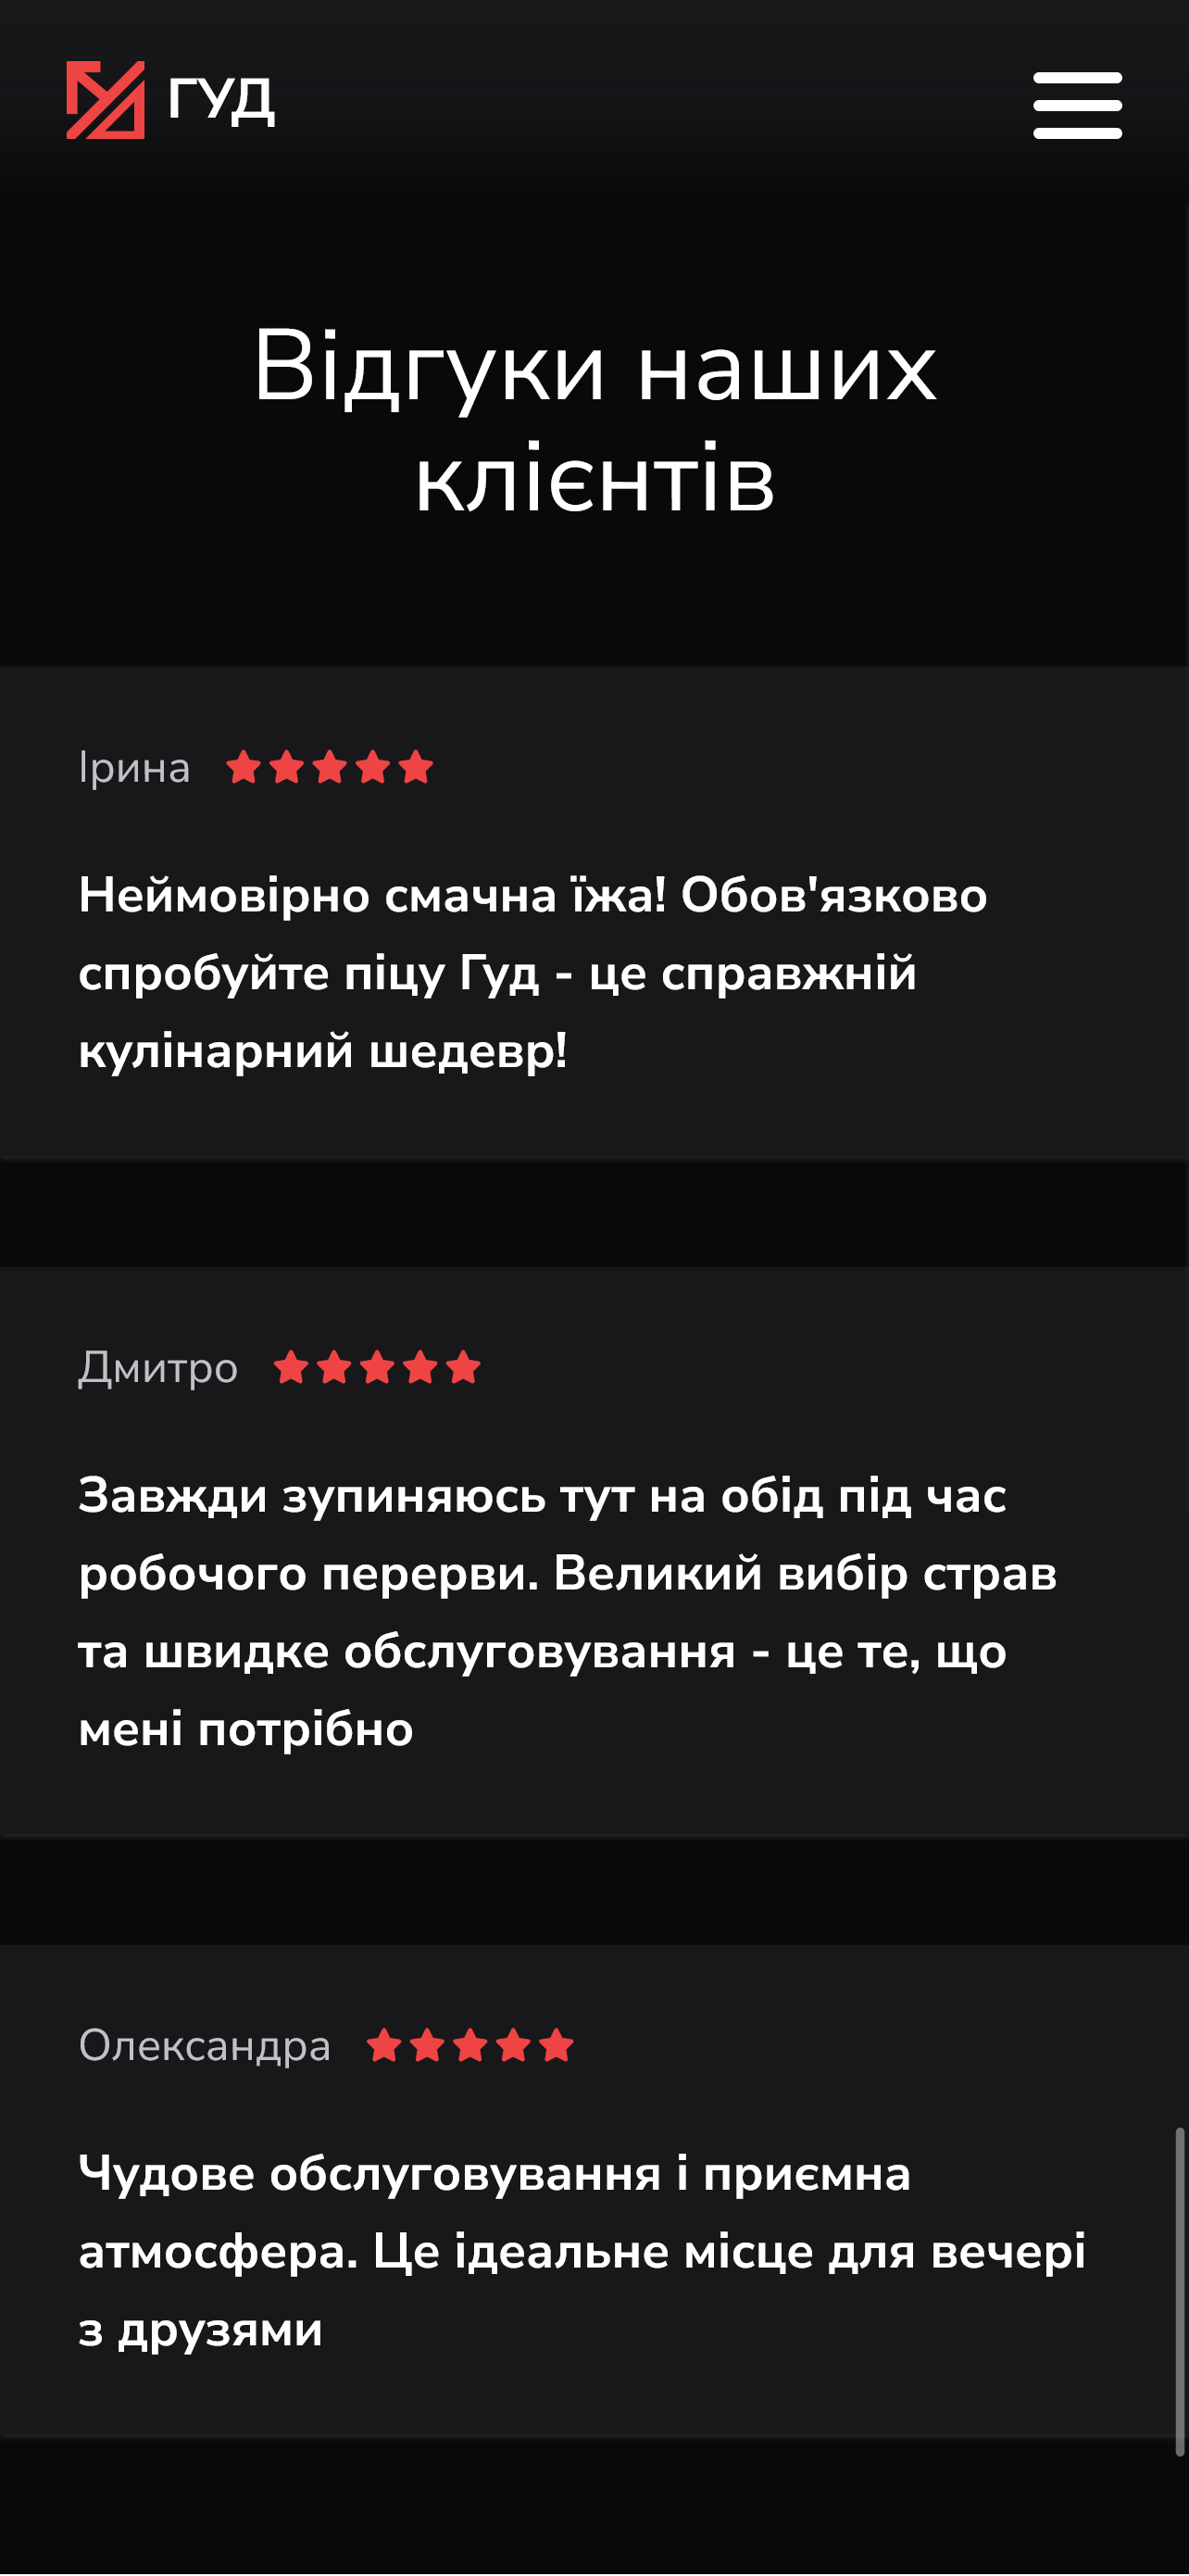 ГУД
Відгуки наших
клієнтів
Ірина
Неймовірно смачна їжа! Обов'язково
спробуйте піцу Гуд - це справжній
кулінарний шедевр!
Дмитро
Завжди зупиняюсь тут на обід під час
робочого перерви. Великий вибір страв
та швидке обслуговування - це те, що
мені потрібно
Олександра
Чудове обслуговування і приємна
атмосфера. Це ідеальне місце для вечері
з друзями